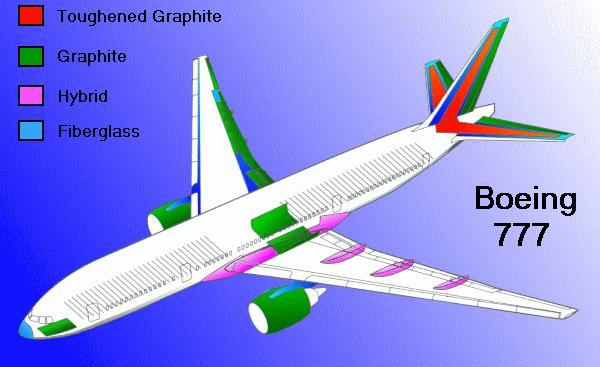 Toughened Graphite
Graphite
Hybrid
Fiberglass
Boeing
777